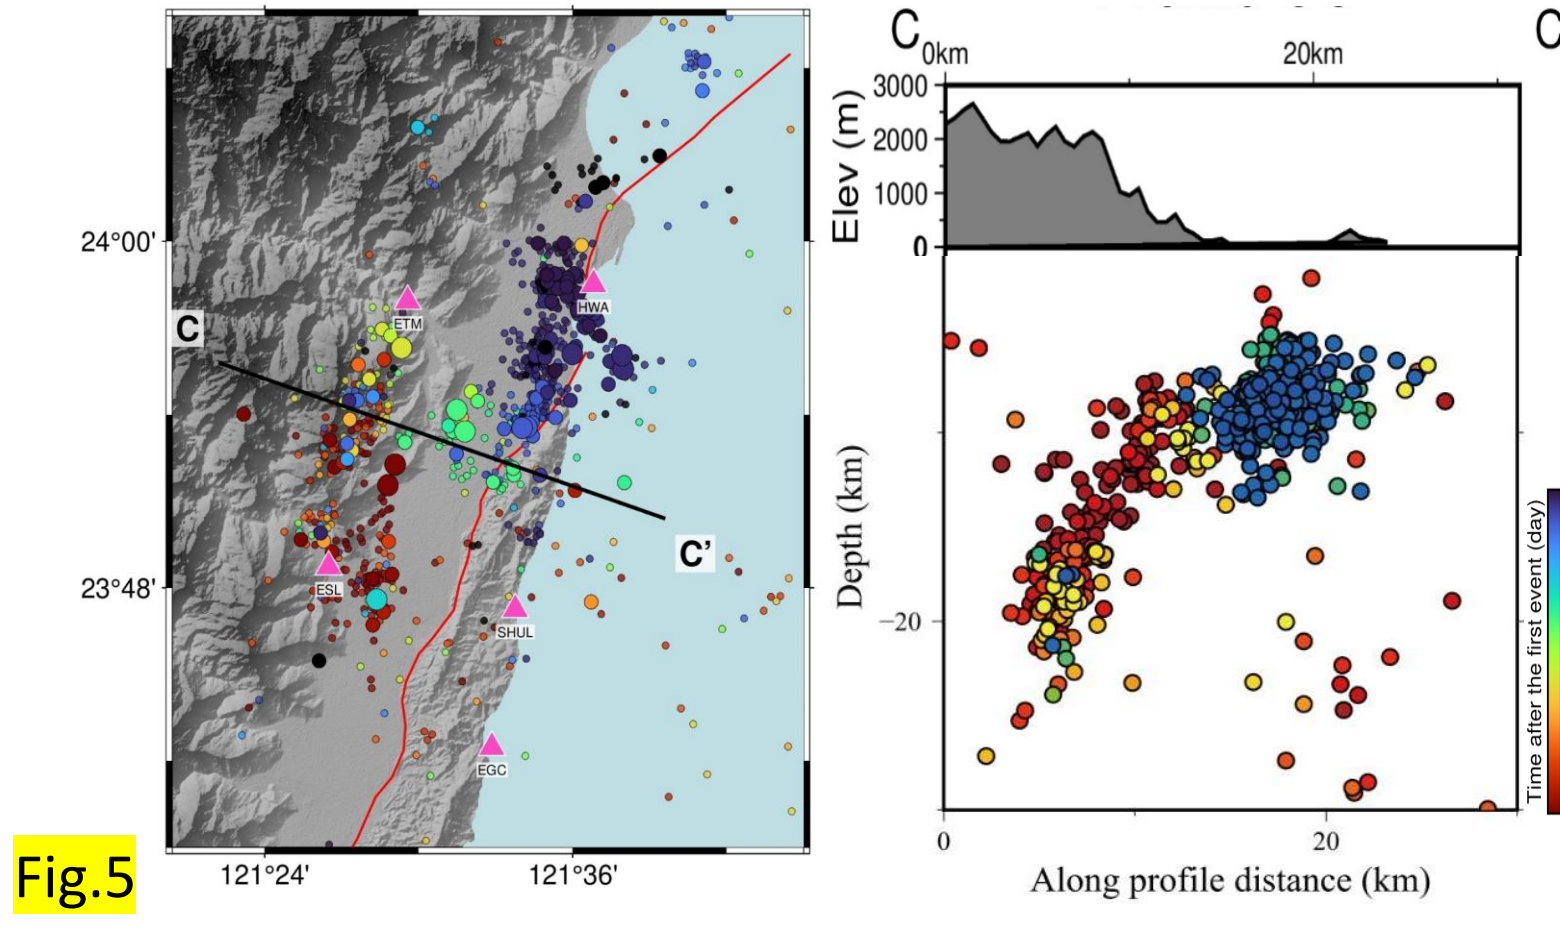 C
C
0km
20km
3000
2000
1000
0
Elev (m)
24°00'
23°48'
121°24'
121°36'
C
C’
ETM
HWA
ESL
SHUL
EGC
−20
Depth (km)
0
20
Along profile distance (km)
Time after the first event (day)
Fig.5